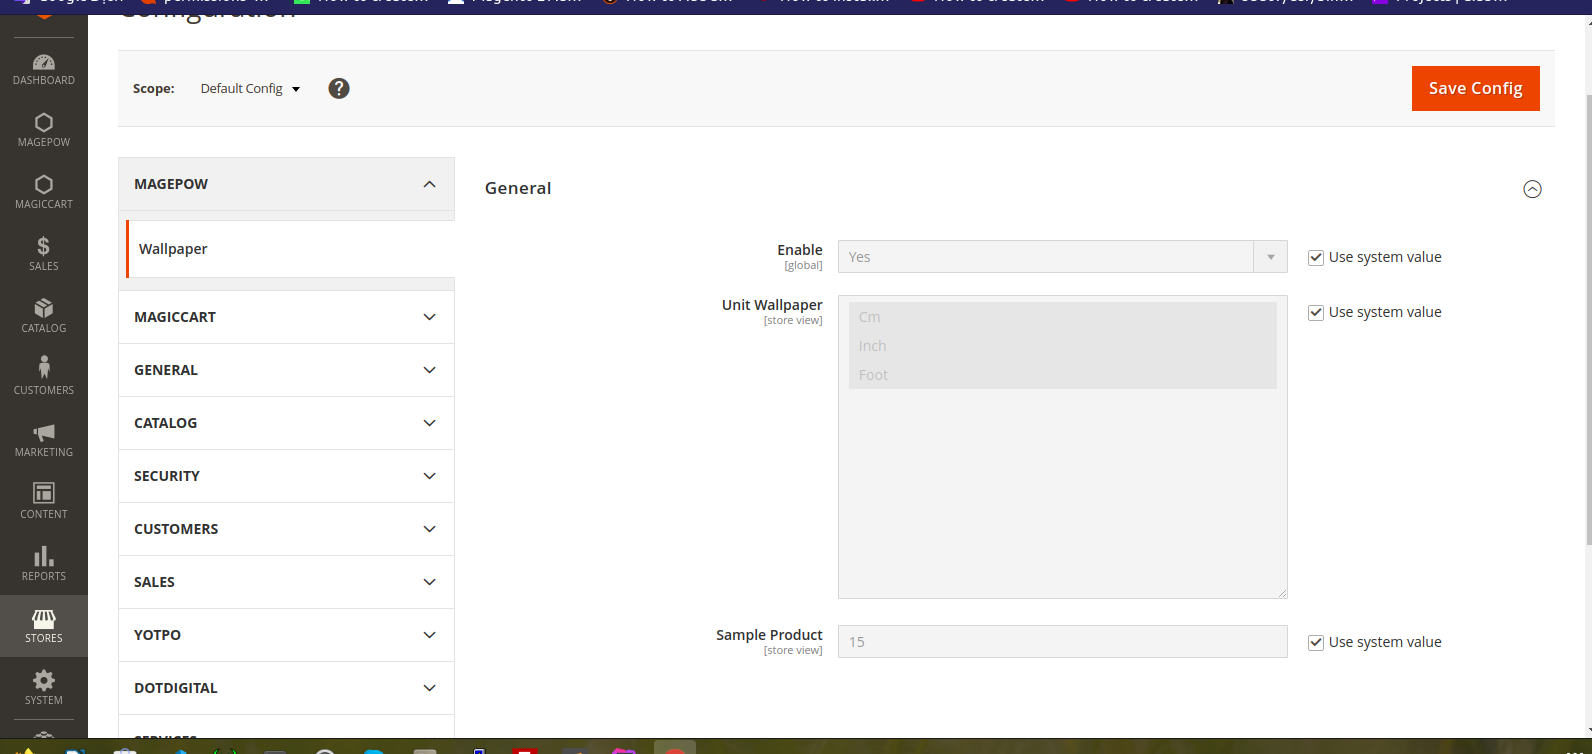 Configuration
DASHBOARD
MAGEPOW
MAGICCART
$
SALES
CATALOG
CUSTOMERS
MARKETING
CONTENT
REPORTS
STORES
SYSTEM
Scope: Default Config ?
Save Config
MAGEPOW
Wallpaper
MAGICCART
GENERAL
CATALOG
SECURITY
CUSTOMERS
SALES
YOTPO
DOTDIGITAL
SERVICES
General
Enable
[global]
Yes
Use system value
Unit Wallpaper
[store view]
Cm
Inch
Foot
Use system value
Sample Product
[store view]
15
Use system value